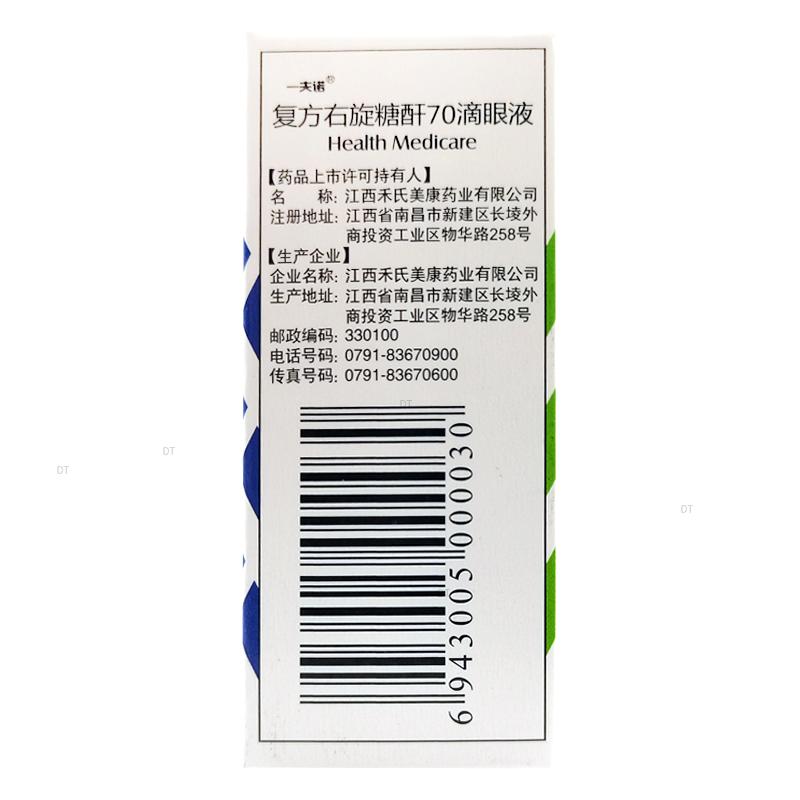 一夫诺®
复方右旋糖酐70滴眼液
Health Medicare
【药品上市许可持有人】
名 称: 江西禾氏美康药业有限公司
注册地址: 江西省南昌市新建区长堎外
商投资工业区物华路258号
【生产企业】
企业名称: 江西禾氏美康药业有限公司
生产地址: 江西省南昌市新建区长堎外
商投资工业区物华路258号
邮政编码: 330100
电话号码: 0791-83670900
传真号码: 0791-83670600
6 943005 000030
DT
DT
DT
DT